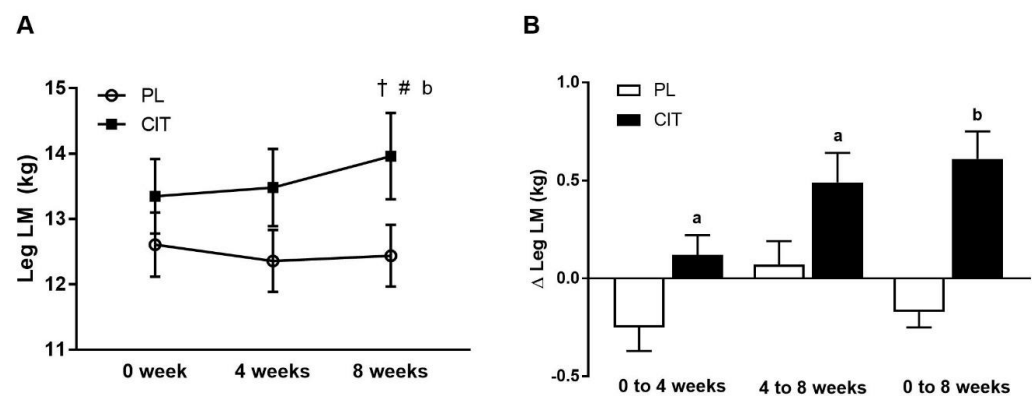 A
Leg LM (kg)
15
14
13
12
11
PL
CIT
† # b
0 week 4 weeks 8 weeks
B
Δ Leg LM (kg)
1.0
0.5
0.0
-0.5
PL
CIT
a
a
b
0 to 4 weeks 4 to 8 weeks 0 to 8 weeks